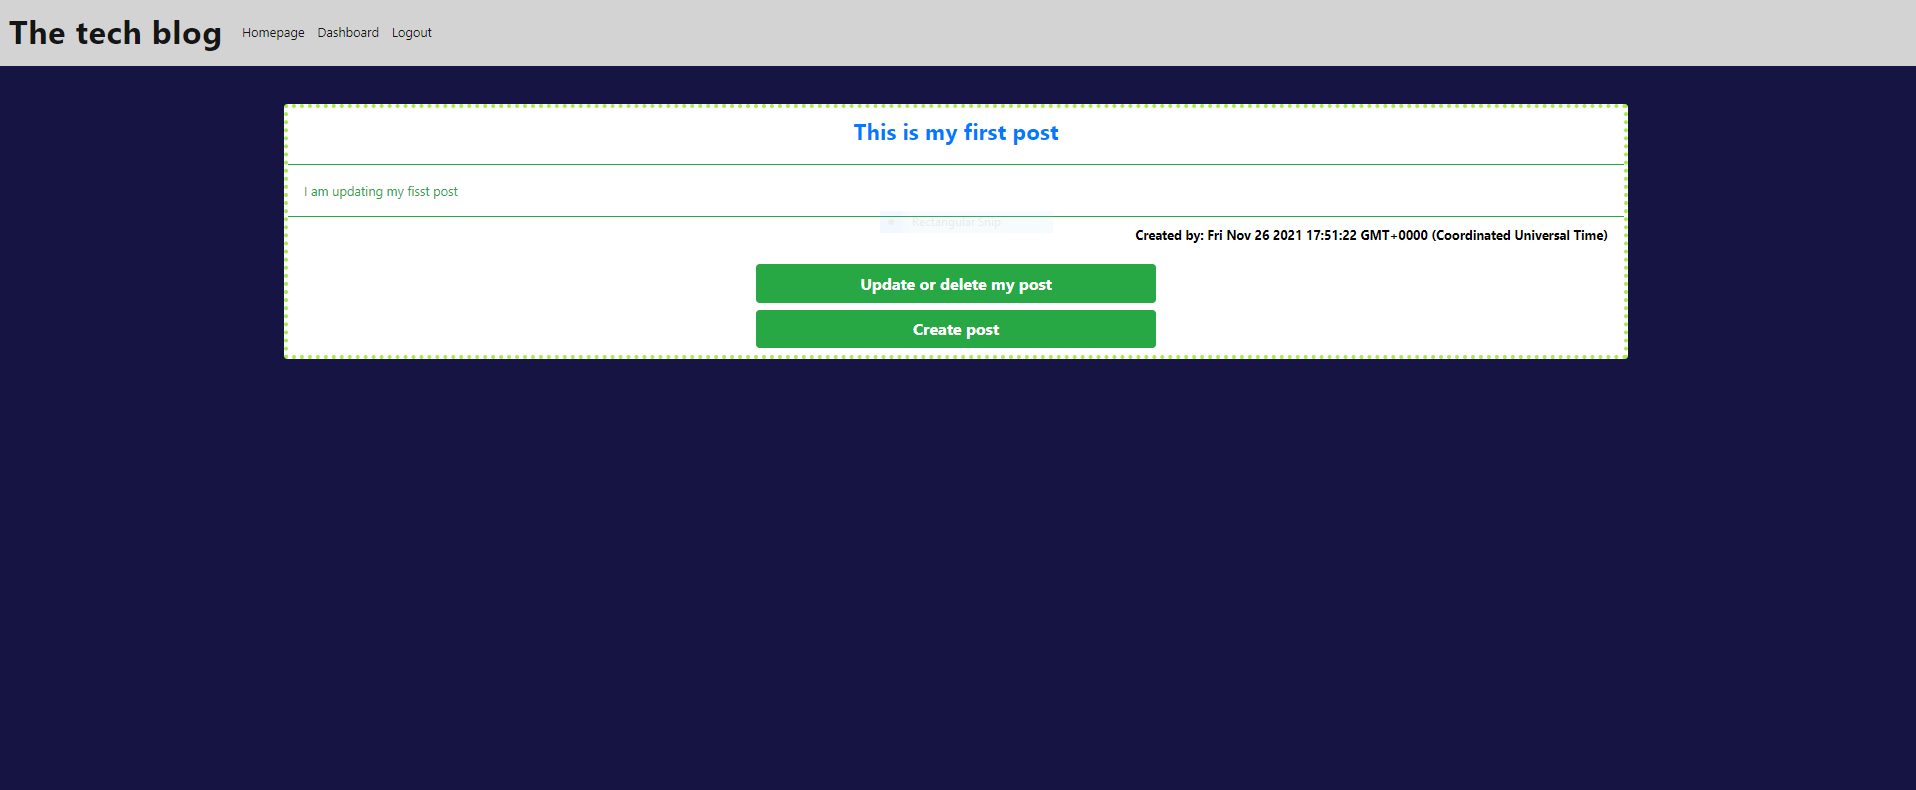 The tech blog Homepage Dashboard Logout
This is my first post
I am updating my fisst post
Rectangular Snip
Created by: Fri Nov 26 2021 17:51:22 GMT+0000 (Coordinated Universal Time)
Update or delete my post
Create post